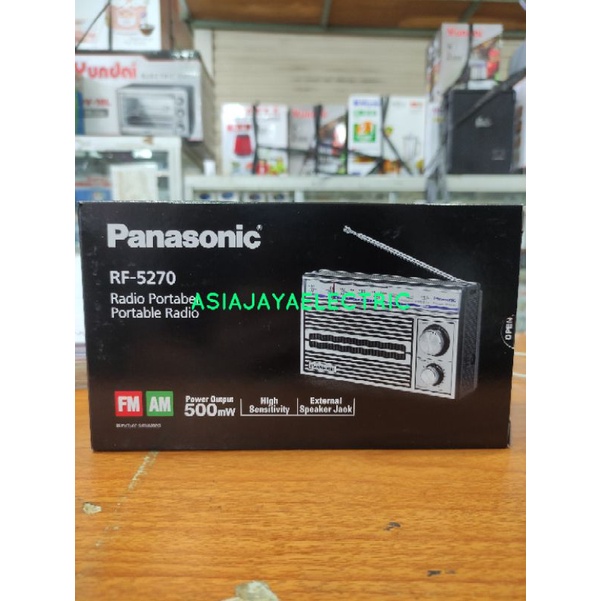 Yundai
Panasonic
RF-5270
Radio Portabel
Portable Radio
ASIAJAYAELECTRIC
OPEN
FM AM
Power Output
500mW
High
Sensitivity
External
Speaker Jack